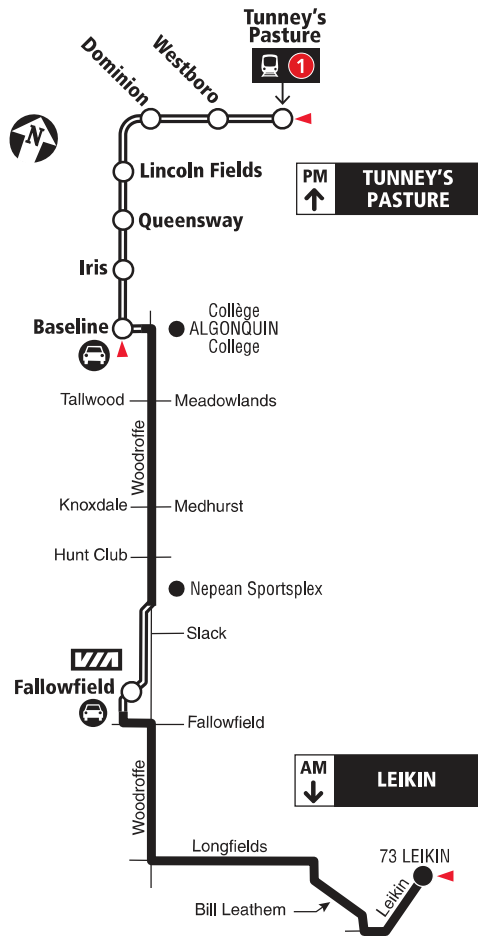 Tunney's
Pasture
1
Dominion
Westboro
N
Lincoln Fields
PM
TUNNEY'S
PASTURE
Queensway
Iris
Baseline
Collège
ALGONQUIN
College
Tallwood
Meadowlands
Woodroffe
Knoxdale
Medhurst
Hunt Club
Nepean Sportsplex
Slack
VIA
Fallowfield
Fallowfield
AM
LEIKIN
Woodroffe
Longfields
73 LEIKIN
Leikin
Bill Leathem